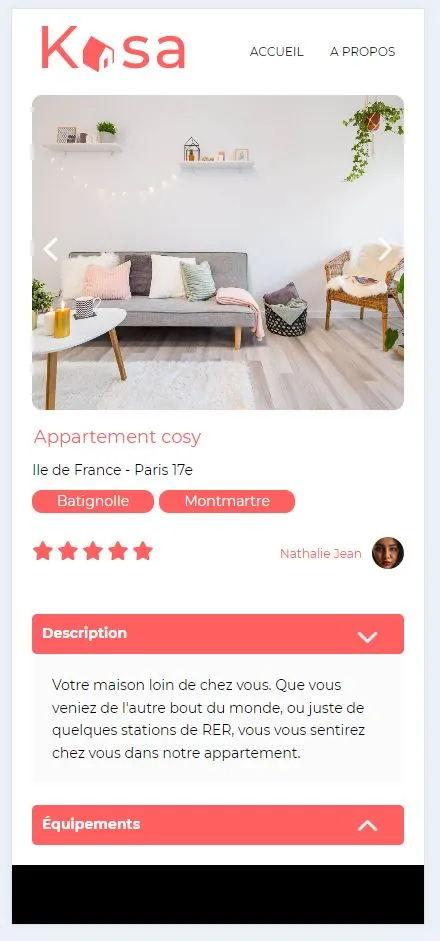 Kasa
ACCUEIL A PROPOS
Appartement cosy
Ile de France - Paris 17e
Batignolle Montmartre
Nathalie Jean
Description
Votre maison loin de chez vous. Que vous
veniez de l'autre bout du monde, ou juste de
quelques stations de RER, vous vous sentirez
chez vous dans notre appartement.
Équipements